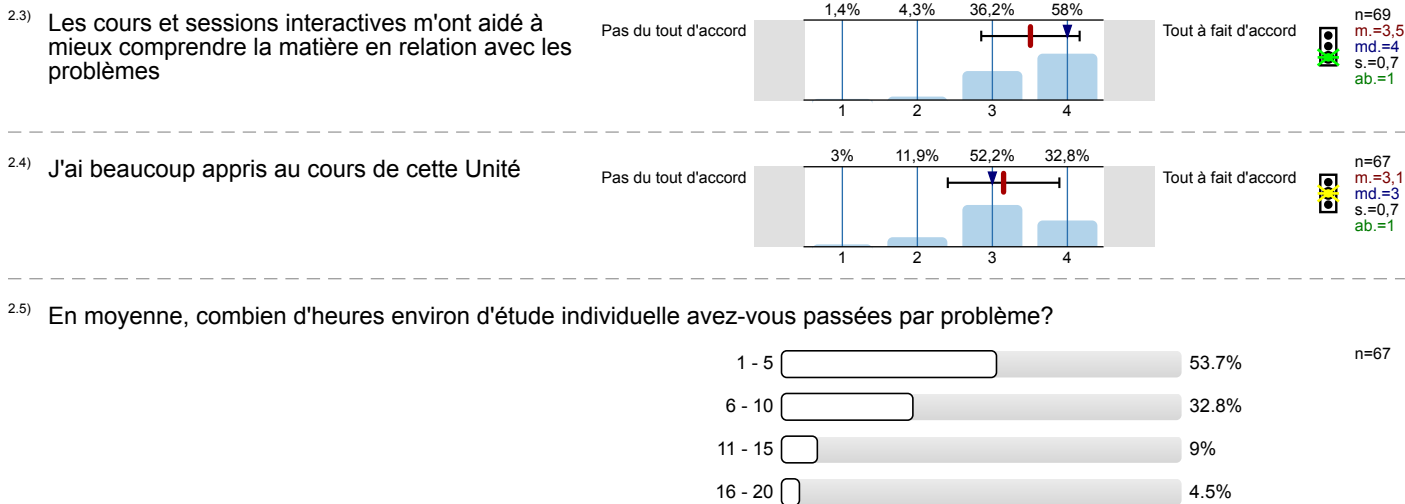 2.3) Les cours et sessions interactives m'ont aidé à
mieux comprendre la matière en relation avec les
problèmes
Pas du tout d'accord
1,4% 4,3% 36,2% 58%
1 2 3 4
Tout à fait d'accord
n=69
m.=3,5
md.=4
s.=0,7
ab.=1
2.4) J'ai beaucoup appris au cours de cette Unité
Pas du tout d'accord
3% 11,9% 52,2% 32,8%
1 2 3 4
Tout à fait d'accord
n=67
m.=3,1
md.=3
s.=0,7
ab.=1
2.5) En moyenne, combien d'heures environ d'étude individuelle avez-vous passées par problème?
n=67
1 - 5 53.7%
6 - 10 32.8%
11 - 15 9%
16 - 20 4.5%